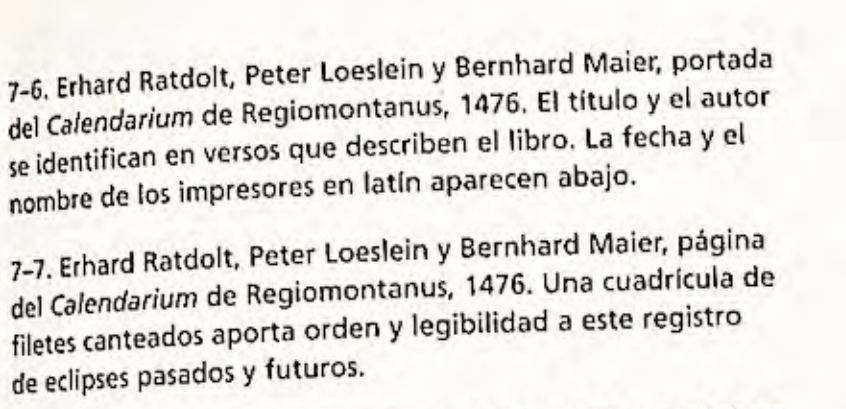 7-6. Erhard Ratdolt, Peter Loeslein y Bernhard Maier, portada
del Calendarium de Regiomontanus, 1476. El título y el autor
se identifican en versos que describen el libro. La fecha y el
nombre de los impresores en latín aparecen abajo.
7-7. Erhard Ratdolt, Peter Loeslein y Bernhard Maier, página
del Calendarium de Regiomontanus, 1476. Una cuadrícula de
filetes canteados aporta orden y legibilidad a este registro
de eclipses pasados y futuros.